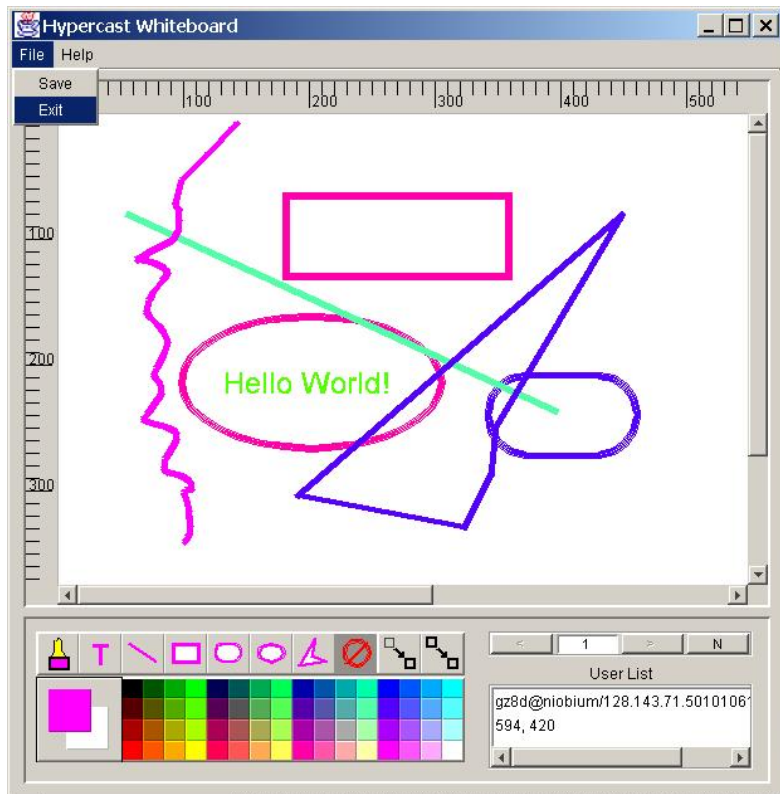 Hypercast Whiteboard
File Help
Save
Exit
100 200 300 400 500
100
200
300
Hello World!
T
< 1 > N
User List
gz8d@niobium/128.143.71.50101061
594, 420